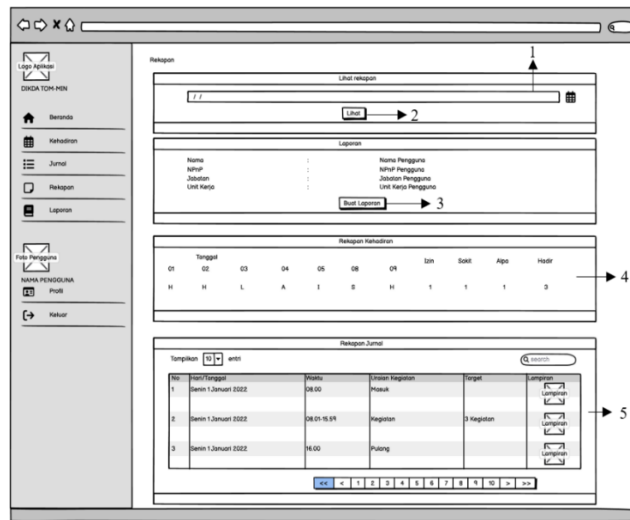 1
Logo Aplikasi
DIKDA TOM-MIN
Beranda
Kehadiran
Jurnal
Rekapan
Laporan
Foto Pengguna
NAMA PENGGUNA
Profil
Keluar
Rekapan
Lihat rekapan
/ /
Lihat
2
Laporan
Nama : Nama Pengguna
NPnP : NPnP Pengguna
Jabatan : Jabatan Pengguna
Unit Kerja : Unit Kerja Pengguna
Buat Laporan
3
Rekapan Kehadiran
Tanggal
Izin Sakit Alpa Hadir
01 02 03 04 05 08 09
H H L A I S H 1 1 1 3
4
Rekapan Jurnal
Tampilkan 10 entri
search
No Hari/Tanggal Waktu Uraian Kegiatan Target Lampiran
1 Senin 1 Januari 2022 08.00 Masuk Lampiran
2 Senin 1 Januari 2022 08.01-15.59 Kegiatan 3 Kegiatan Lampiran
3 Senin 1 Januari 2022 16.00 Pulang Lampiran
5
<< < 1 2 3 4 5 6 7 8 9 10 > >>